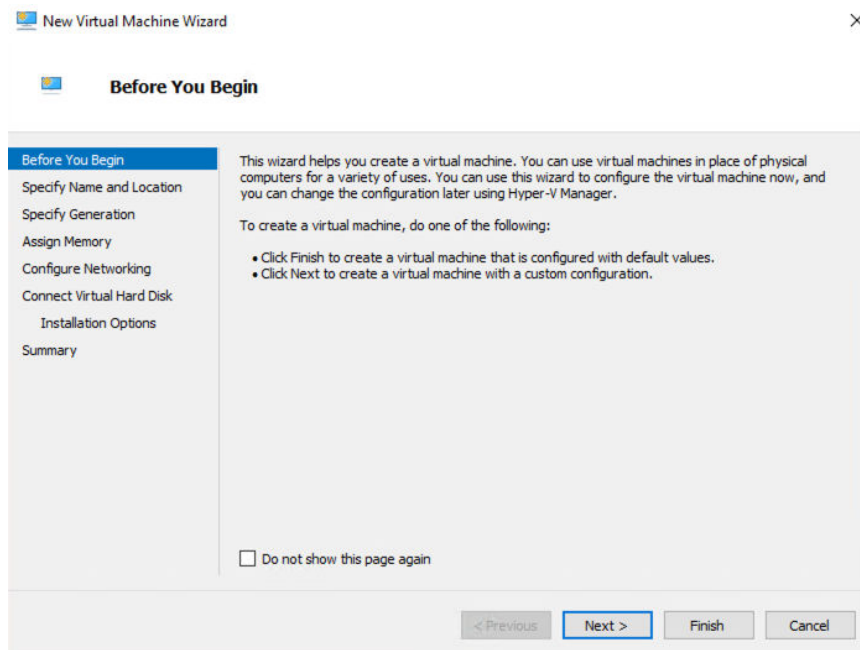 New Virtual Machine Wizard
Before You Begin
Before You Begin
Specify Name and Location
Specify Generation
Assign Memory
Configure Networking
Connect Virtual Hard Disk
Installation Options
Summary
This wizard helps you create a virtual machine. You can use virtual machines in place of physical
computers for a variety of uses. You can use this wizard to configure the virtual machine now, and
you can change the configuration later using Hyper-V Manager.
To create a virtual machine, do one of the following:
• Click Finish to create a virtual machine that is configured with default values.
• Click Next to create a virtual machine with a custom configuration.
Do not show this page again
< Previous
Next >
Finish
Cancel